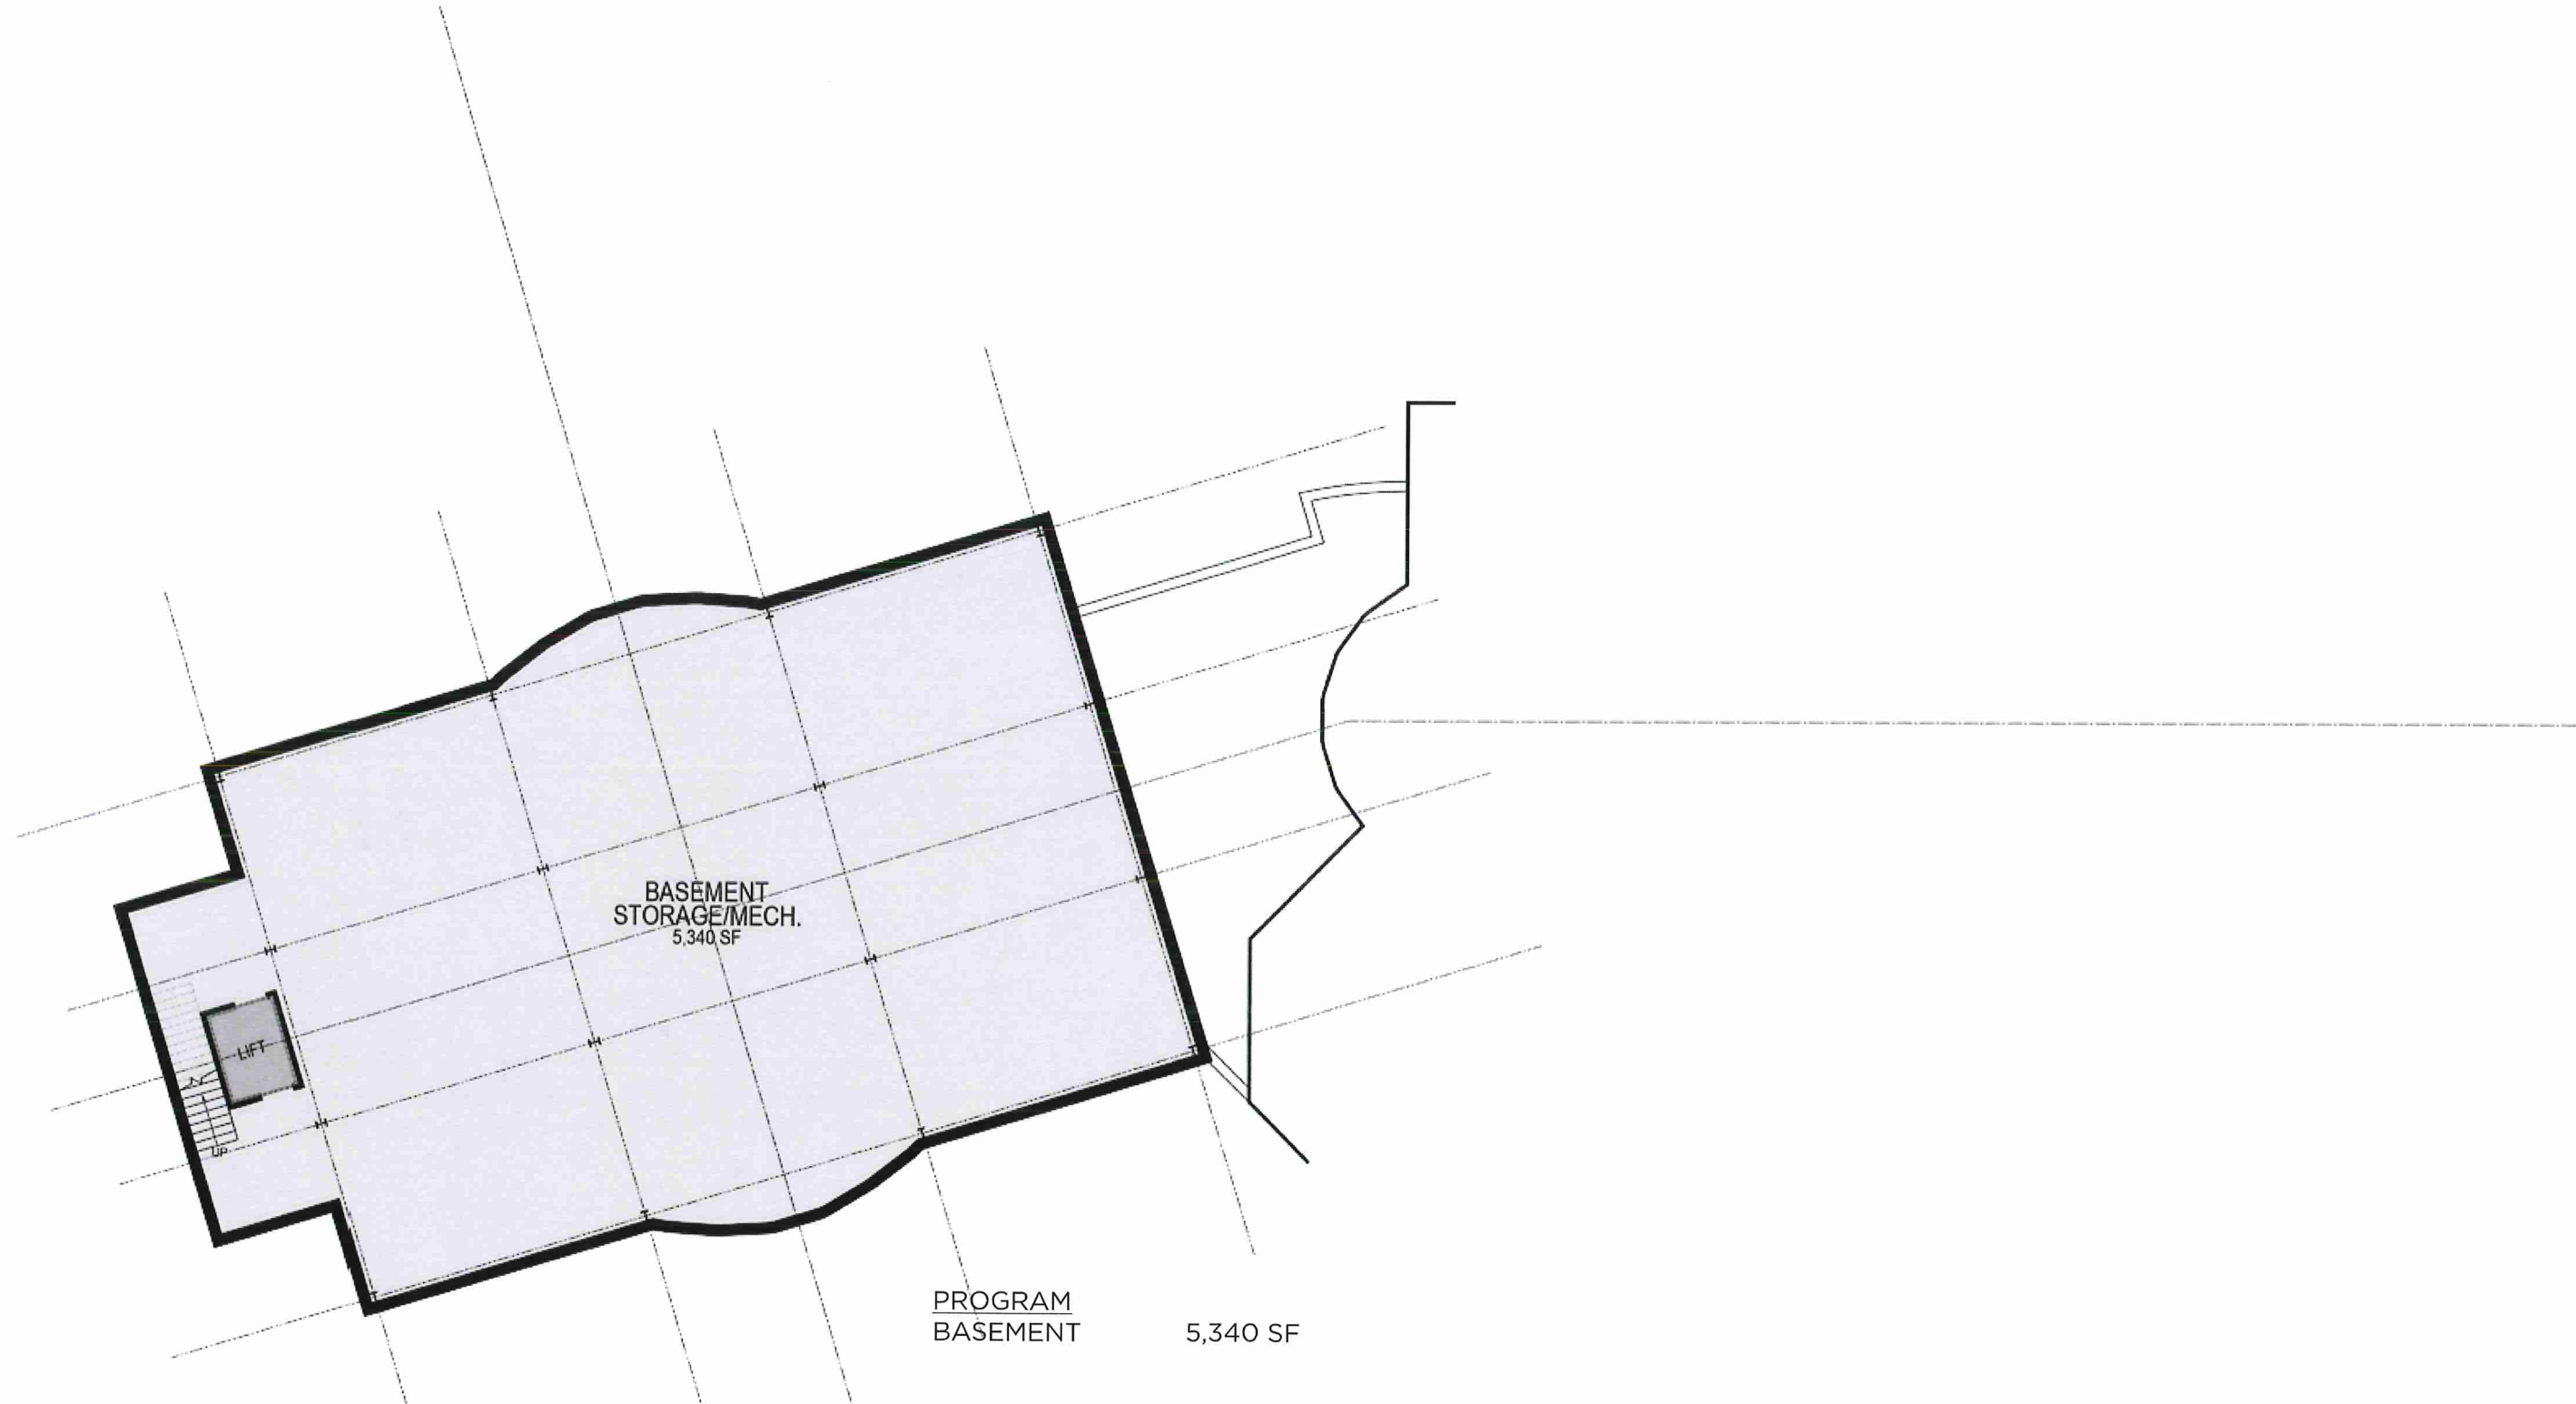 BASEMENT
STORAGE/MECH.
5,340 SF
LIFT
UP
PROGRAM
BASEMENT 5,340 SF